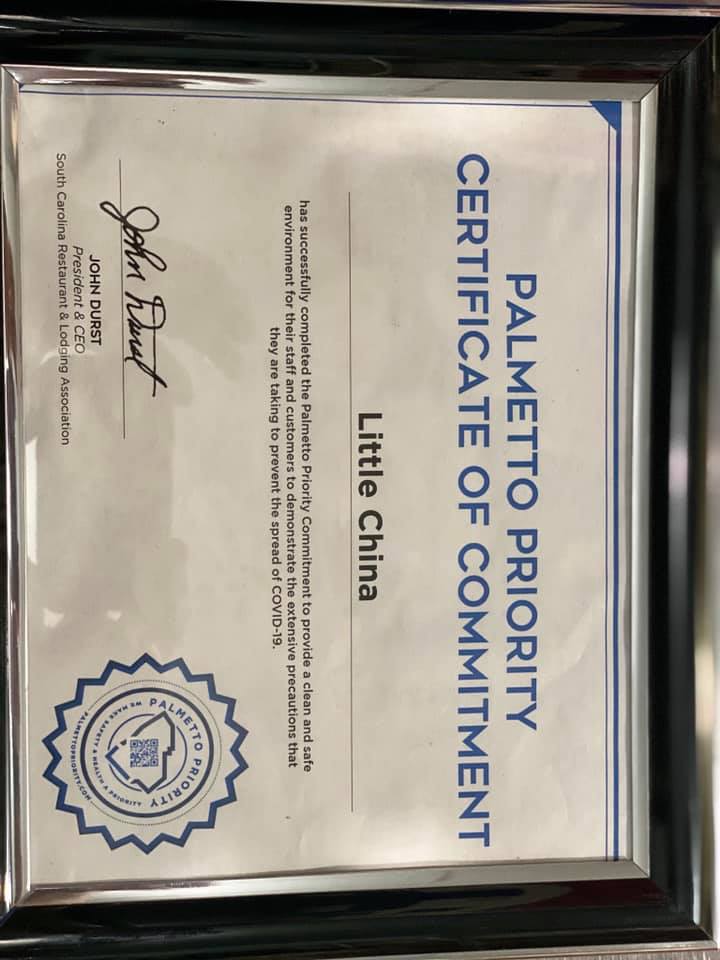 PALMETTO PRIORITY
CERTIFICATE OF COMMITMENT
Little China
has successfully completed the Palmetto Priority Commitment to provide a clean and safe
environment for their staff and customers to demonstrate the extensive precautions that
they are taking to prevent the spread of COVID-19.
John Durst
JOHN DURST
President & CEO
South Carolina Restaurant & Lodging Association
PALMETTO PRIORITY
WE MAKE SAFETY & HEALTH A PRIORITY
PALMETTOPRIORITY.COM